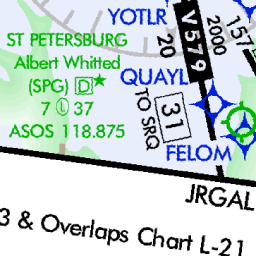 YOTLR
V 579
2000
157
20
ST PETERSBURG
Albert Whitted
(SPG) D★
7 Ⓛ 37
ASOS 118.875
QUAYL
31
TO SRQ
FELOM
JRGAL
3 & Overlaps Chart L-21